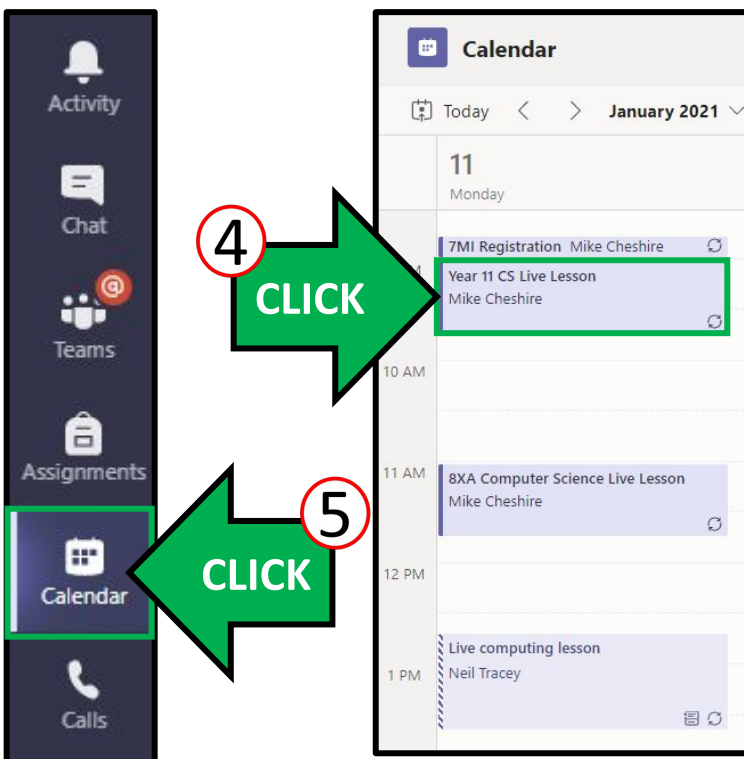 Activity
Chat
@
Teams
Assignments
Calendar
Calls
4
CLICK
5
CLICK
Calendar
Today < > January 2021
11
Monday
7MI Registration Mike Cheshire
Year 11 CS Live Lesson
Mike Cheshire
10 AM
11 AM
8XA Computer Science Live Lesson
Mike Cheshire
12 PM
Live computing lesson
1 PM
Neil Tracey